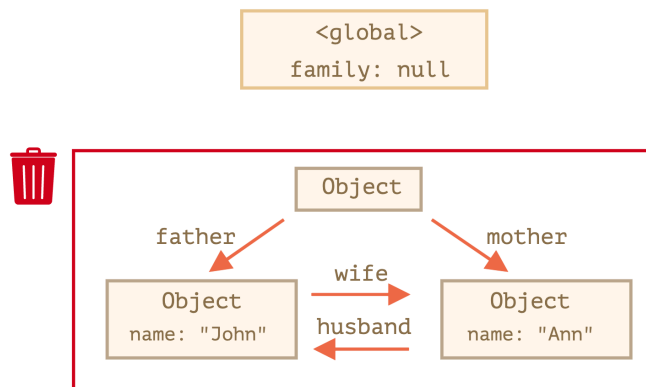 <global>
family: null
Object
father
mother
wife
Object
name: "John"
Object
name: "Ann"
husband